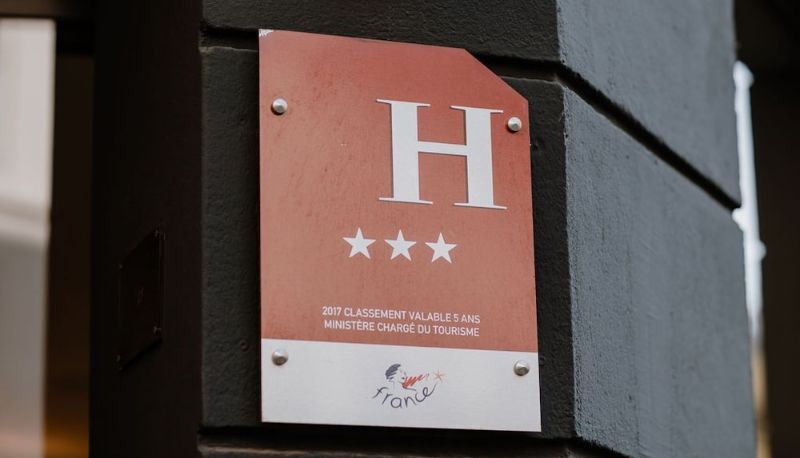 H
★★★
2017 CLASSEMENT VALABLE 5 ANS
MINISTÈRE CHARGÉ DU TOURISME
france